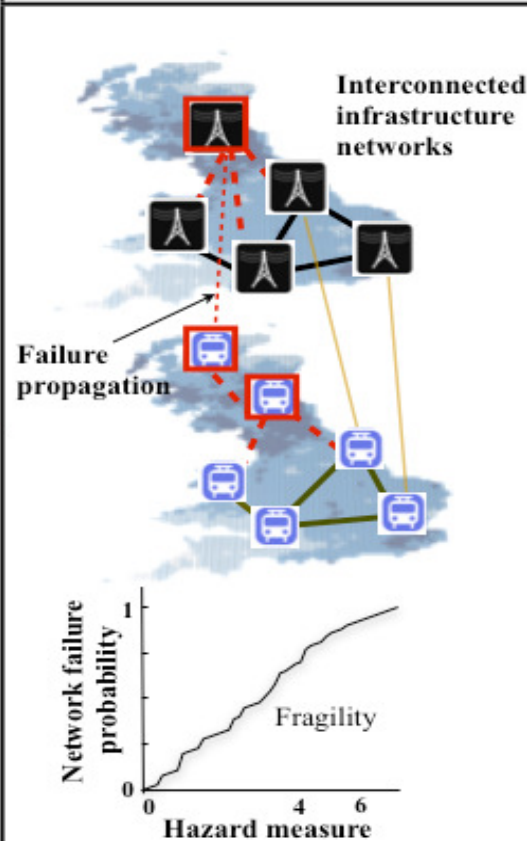 Interconnected
infrastructure
networks
Failure
propagation
Network failure
probability
1
0
Fragility
0
4
6
Hazard measure